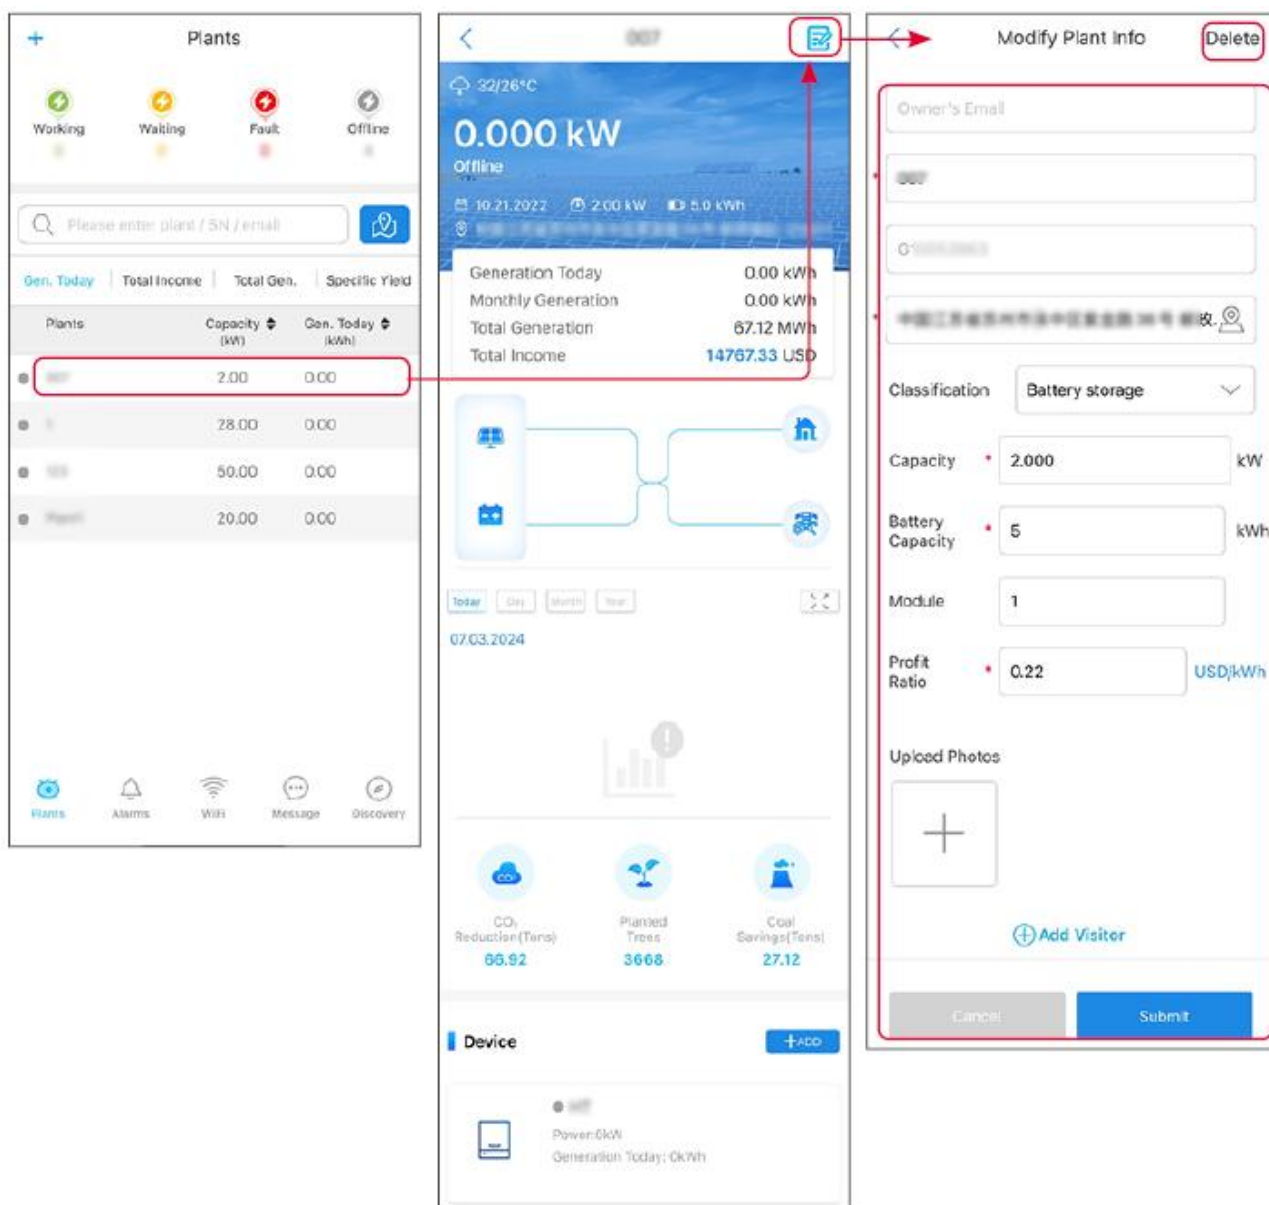 Plants
Working
Waiting
Fault
Offline
Please enter plant / SN / email
Gen. Today
Total Income
Total Gen.
Specific Yield
Plants
Capacity (kW)
Gen. Today (kWh)
2.00 0.00
1 28.00 0.00
50.00 0.00
20.00 0.00
Plants
Alarms
WiFi
Message
Discovery
007
32/26°C
0.000 kW
Offline
10.21.2022 2.00 kW 5.0 kWh
Generation Today 0.00 kWh
Monthly Generation 0.00 kWh
Total Generation 67.12 MWh
Total Income 14767.33 USD
Today Day Month Year
07.03.2024
CO₂ Reduction(Tons)
66.92
Planted Trees
3668
Coal Savings(Tons)
27.12
Device
+ADD
Power:0kW
Generation Today: 0kWh
Modify Plant Info
Delete
Owner's Email
007
Classification Battery storage
Capacity * 2.000 kW
Battery Capacity * 5 kWh
Module 1
Profit Ratio * 0.22 USD/kWh
Upload Photos
Add Visitor
Cancel
Submit